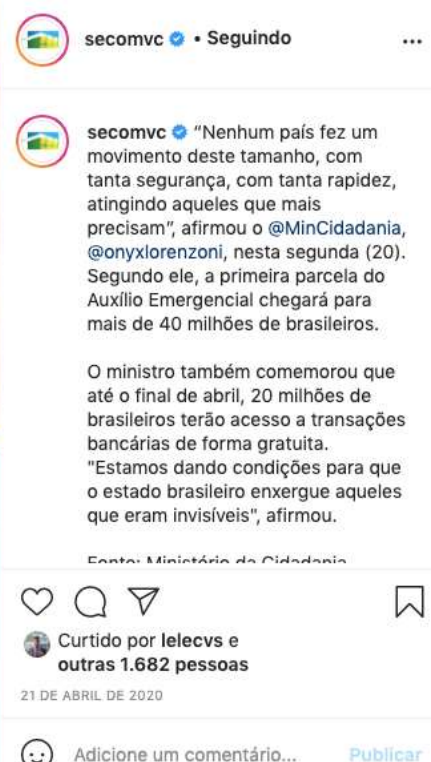 secomvc • Seguindo
...
secomvc "Nenhum país fez um
movimento deste tamanho, com
tanta segurança, com tanta rapidez,
atingindo aqueles que mais
precisam", afirmou o @MinCidadania,
@onyxlorenzoni, nesta segunda (20).
Segundo ele, a primeira parcela do
Auxílio Emergencial chegará para
mais de 40 milhões de brasileiros.
O ministro também comemorou que
até o final de abril, 20 milhões de
brasileiros terão acesso a transações
bancárias de forma gratuita.
"Estamos dando condições para que
o estado brasileiro enxergue aqueles
que eram invisíveis", afirmou.
Fonte: Ministério da Cidadania
Curtido por lelecvs e
outras 1.682 pessoas
21 DE ABRIL DE 2020
Adicione um comentário... Publicar